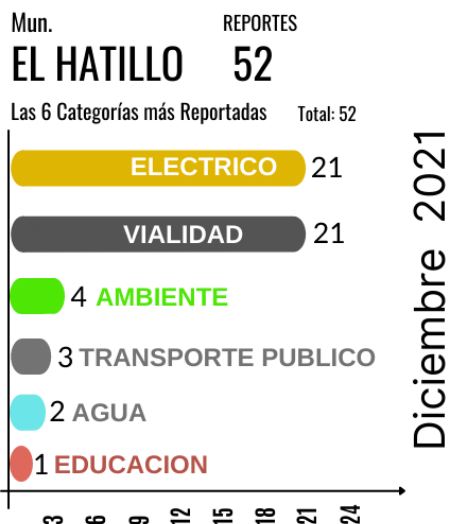 Mun.
REPORTES
EL HATILLO
52
Las 6 Categorías más Reportadas
Total: 52
ELECTRICO 21
VIALIDAD 21
4 AMBIENTE
3 TRANSPORTE PUBLICO
2 AGUA
1 EDUCACION
3 6 9 12 15 18 21 24
Diciembre 2021